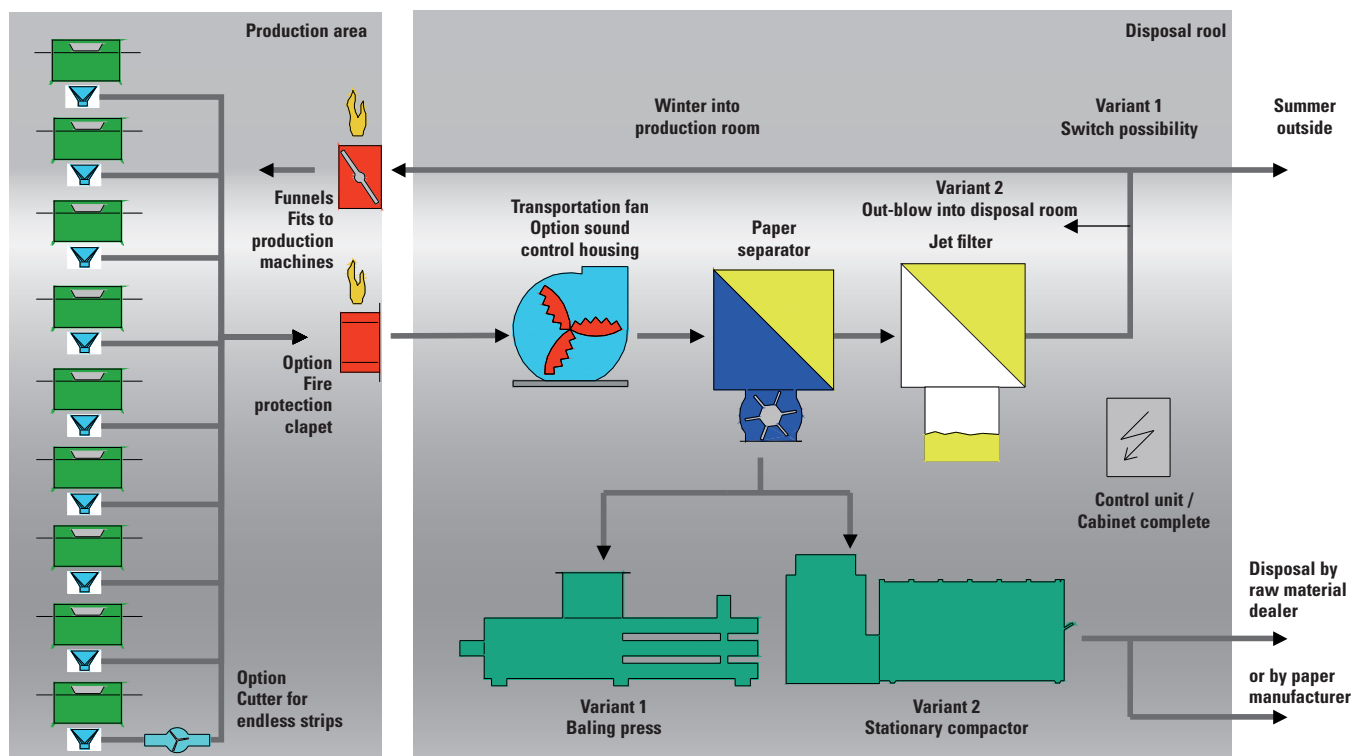 Production area
Disposal rool
Winter into
production room
Variant 1
Switch possibility
Summer
outside
Funnels
Fits to
production
machines
Variant 2
Out-blow into disposal room
Transportation fan
Option sound
control housing
Paper
separator
Jet filter
Option
Fire
protection
clapet
Control unit /
Cabinet complete
Disposal by
raw material
dealer
or by paper
manufacturer
Option
Cutter for
endless strips
Variant 1
Baling press
Variant 2
Stationary compactor